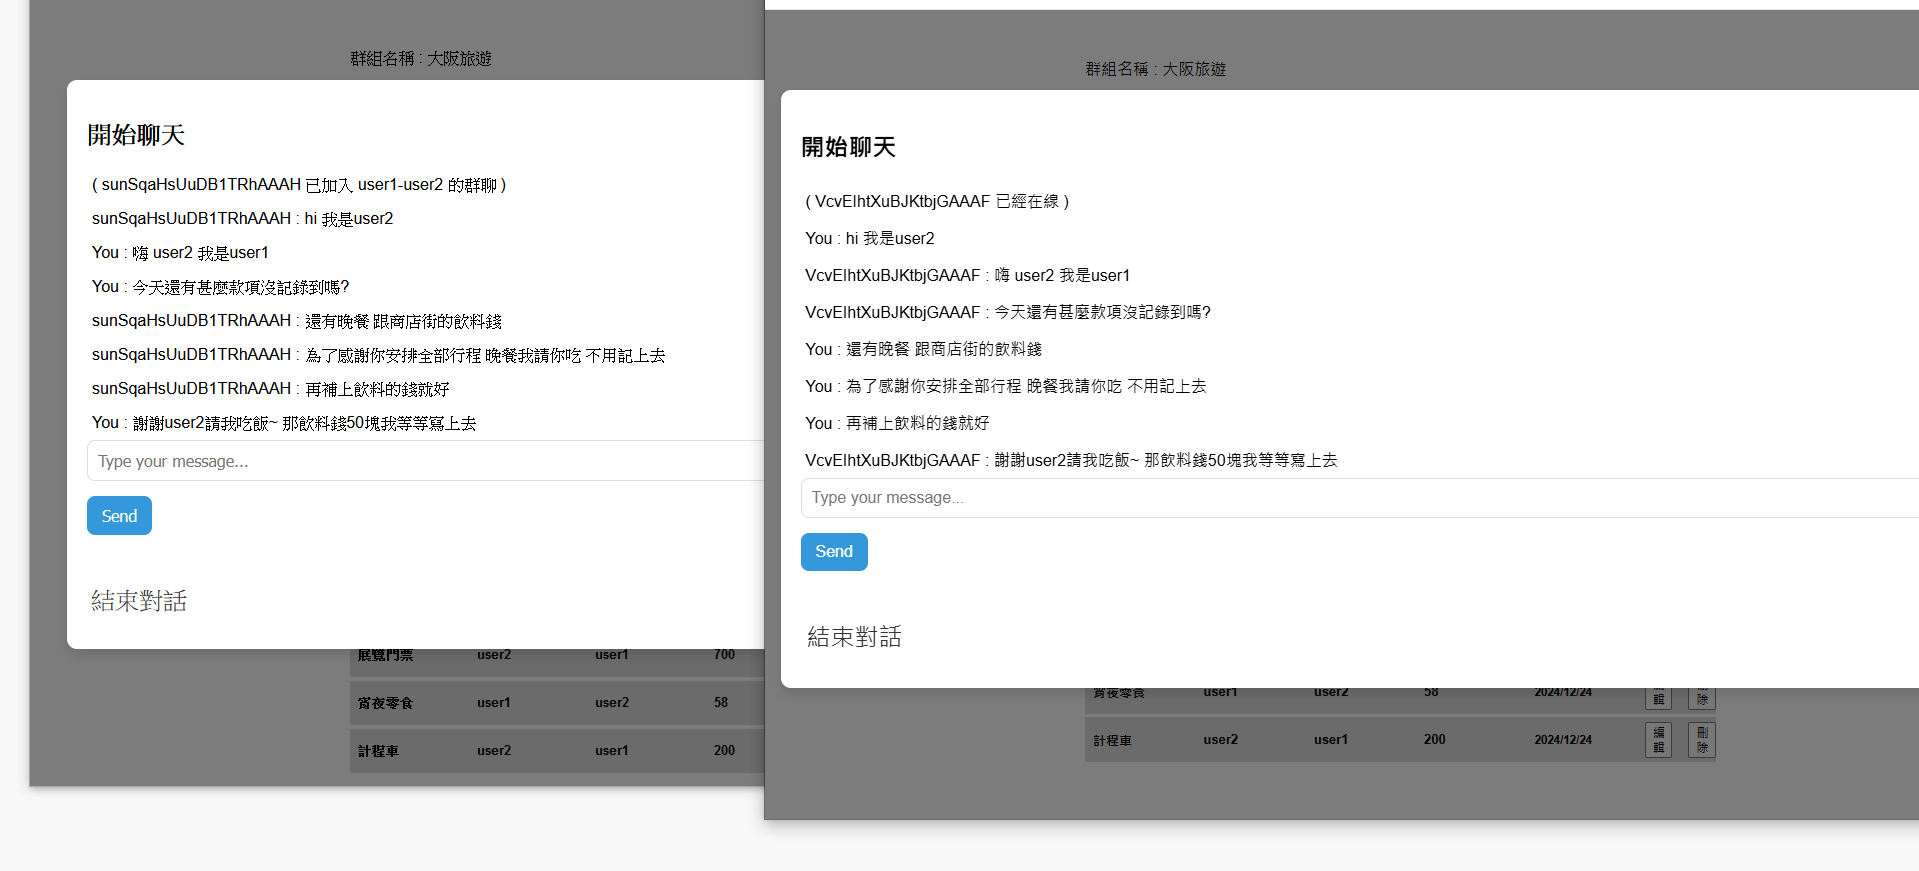 群組名稱 : 大阪旅遊
開始聊天
( sunSqaHsUuDB1TRhAAAH 已加入 user1-user2 的群聊 )
sunSqaHsUuDB1TRhAAAH : hi 我是user2
You : 嗨 user2 我是user1
You : 今天還有甚麼款項沒記錄到嗎?
sunSqaHsUuDB1TRhAAAH : 還有晚餐 跟商店街的飲料錢
sunSqaHsUuDB1TRhAAAH : 為了感謝你安排全部行程 晚餐我請你吃 不用記上去
sunSqaHsUuDB1TRhAAAH : 再補上飲料的錢就好
You : 謝謝user2請我吃飯~ 那飲料錢50塊我等等寫上去
Type your message...
Send
結束對話
展覽門票 user2 user1 700
宵夜零食 user1 user2 58
計程車 user2 user1 200
群組名稱 : 大阪旅遊
開始聊天
( VcvElhtXuBJKtbjGAAAF 已經在線 )
You : hi 我是user2
VcvElhtXuBJKtbjGAAAF : 嗨 user2 我是user1
VcvElhtXuBJKtbjGAAAF : 今天還有甚麼款項沒記錄到嗎?
You : 還有晚餐 跟商店街的飲料錢
You : 為了感謝你安排全部行程 晚餐我請你吃 不用記上去
You : 再補上飲料的錢就好
VcvElhtXuBJKtbjGAAAF : 謝謝user2請我吃飯~ 那飲料錢50塊我等等寫上去
Type your message...
Send
結束對話
宵夜零食 user1 user2 58 2024/12/24 編輯 刪除
計程車 user2 user1 200 2024/12/24 編輯 刪除